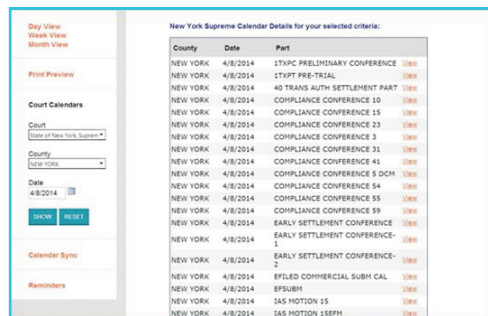 Day View
Week View
Month View
Print Preview
Court Calendars
Court
State of New York, Suprem
County
NEW YORK
Date
4/8/2014
SHOW RESET
Calendar Sync
Reminders
New York Supreme Calendar Details for your selected criteria:
County Date Part
NEW YORK 4/8/2014 1TXPC PRELIMINARY CONFERENCE View
NEW YORK 4/8/2014 1TXPT PRE-TRIAL View
NEW YORK 4/8/2014 40 TRANS AUTH SETTLEMENT PART View
NEW YORK 4/8/2014 COMPLIANCE CONFERENCE 10 View
NEW YORK 4/8/2014 COMPLIANCE CONFERENCE 15 View
NEW YORK 4/8/2014 COMPLIANCE CONFERENCE 23 View
NEW YORK 4/8/2014 COMPLIANCE CONFERENCE 3 View
NEW YORK 4/8/2014 COMPLIANCE CONFERENCE 31 View
NEW YORK 4/8/2014 COMPLIANCE CONFERENCE 41 View
NEW YORK 4/8/2014 COMPLIANCE CONFERENCE 5 DCM View
NEW YORK 4/8/2014 COMPLIANCE CONFERENCE 54 View
NEW YORK 4/8/2014 COMPLIANCE CONFERENCE 55 View
NEW YORK 4/8/2014 COMPLIANCE CONFERENCE 59 View
NEW YORK 4/8/2014 EARLY SETTLEMENT CONFERENCE View
NEW YORK 4/8/2014 EARLY SETTLEMENT CONFERENCE- View
1
NEW YORK 4/8/2014 EARLY SETTLEMENT CONFERENCE- View
2
NEW YORK 4/8/2014 EFILED COMMERCIAL SUBM CAL View
NEW YORK 4/8/2014 EFSUBM View
NEW YORK 4/8/2014 IAS MOTION 15 View
NEW YORK 4/8/2014 IAS MOTION 15EFM View